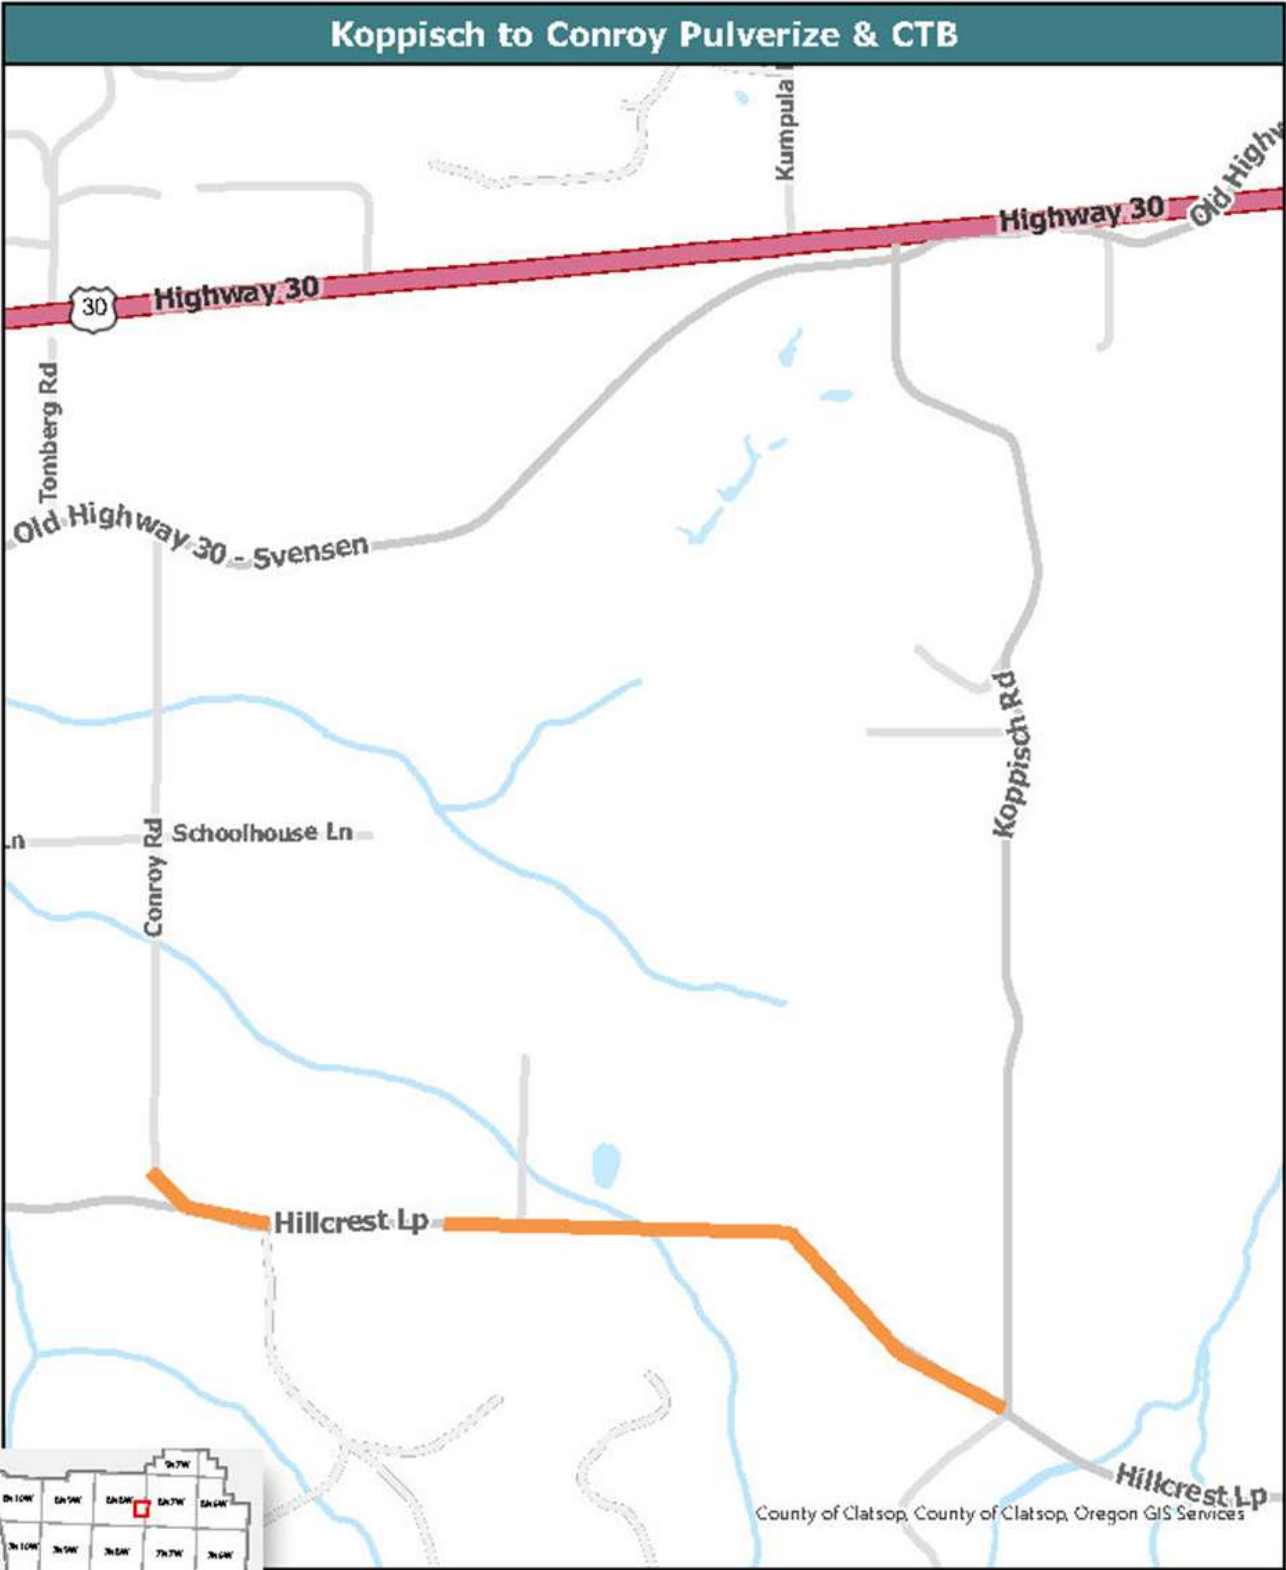 Koppisch to Conroy Pulverize & CTB
Kumpula
Old Highw
Highway 30
30
Highway 30
Tomberg Rd
Old Highway 30 - Svensen
Koppisch Rd
Ln
Schoolhouse Ln
Conroy Rd
Hillcrest Lp
Hillcrest Lp
County of Clatsop, County of Clatsop, Oregon GIS Services